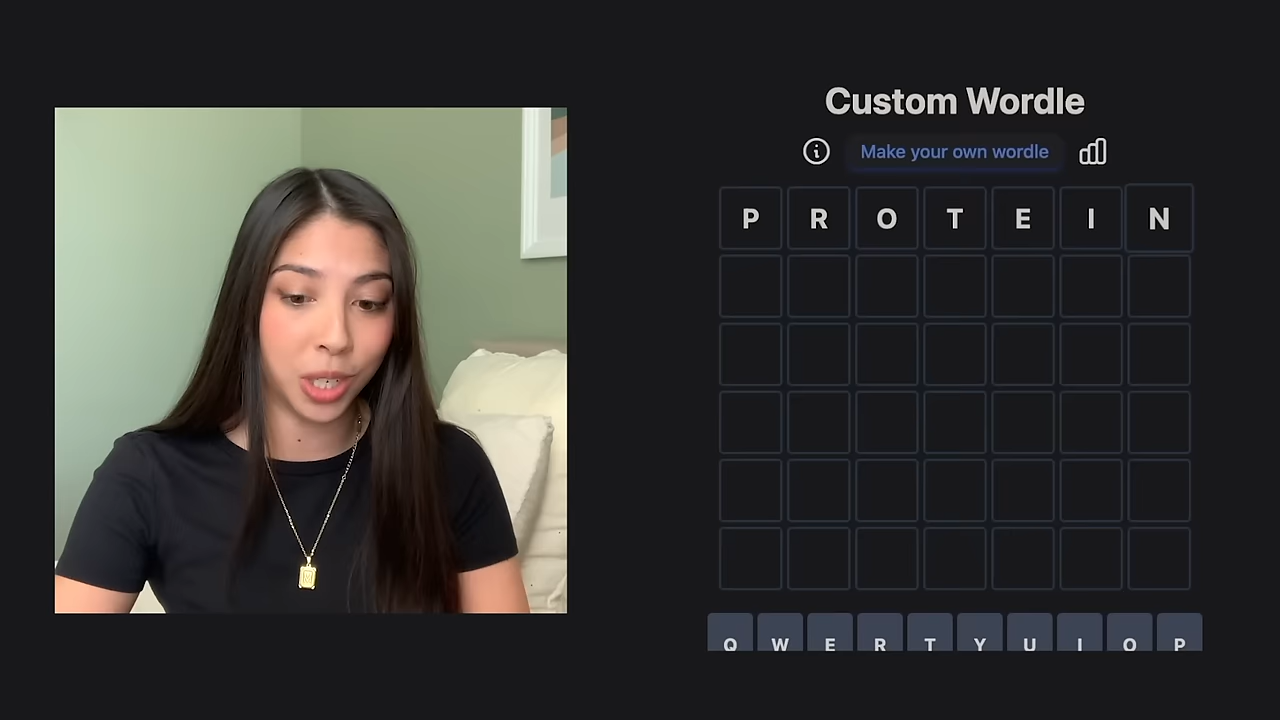 Custom Wordle
Make your own wordle
P R O T E I N
Q W E R T Y U I O P